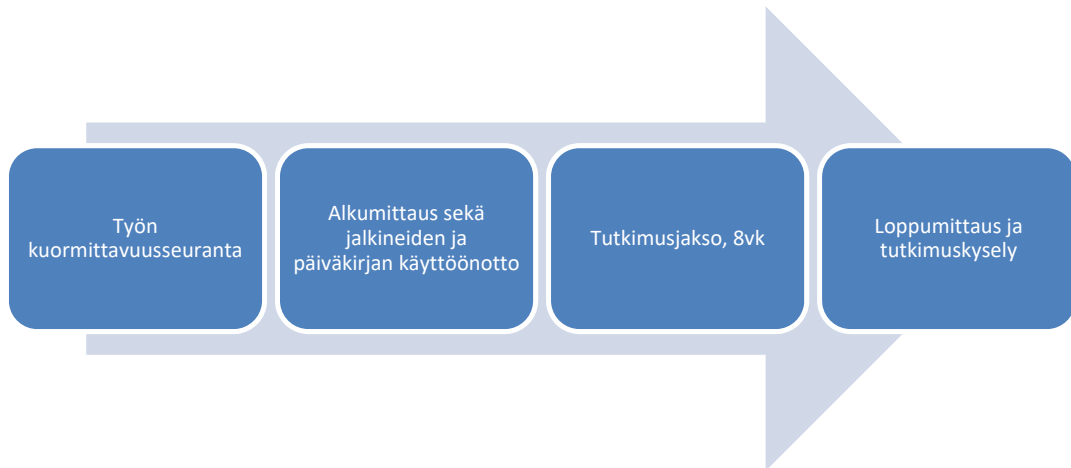 Työn
kuormittavuusseuranta
Alkumittaus sekä
jalkineiden ja
päiväkirjan käyttöönotto
Tutkimusjakso, 8vk
Loppumittaus ja
tutkimuskysely